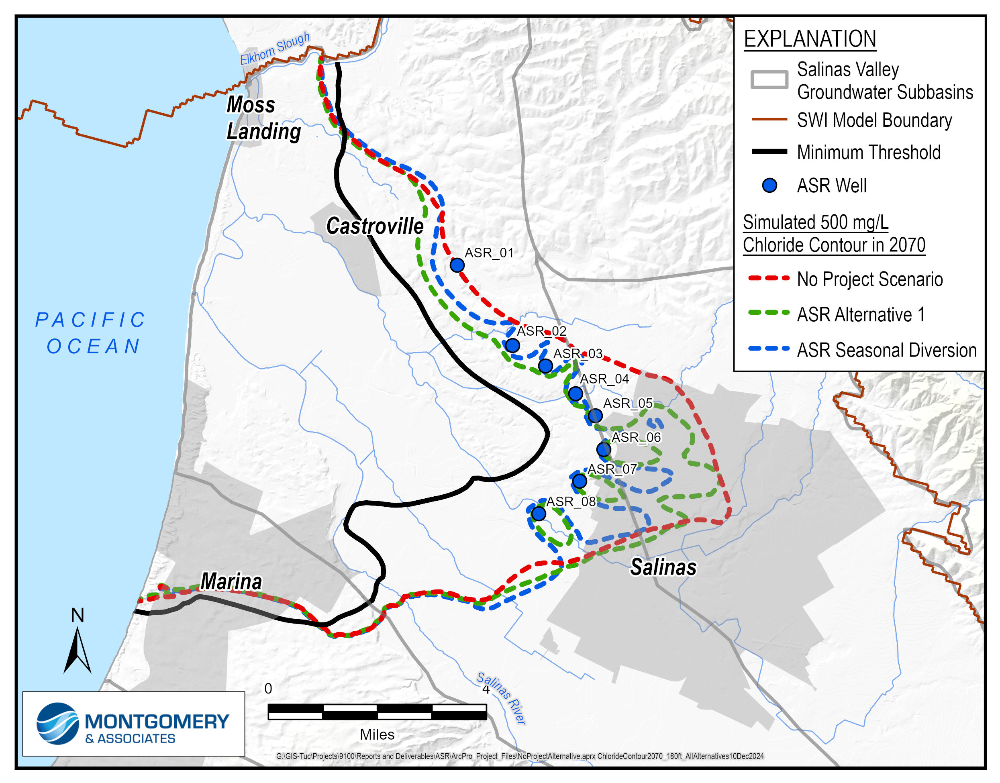 EXPLANATION
Salinas Valley
Groundwater Subbasins
SWI Model Boundary
Minimum Threshold
ASR Well
Simulated 500 mg/L
Chloride Contour in 2070
No Project Scenario
ASR Alternative 1
ASR Seasonal Diversion
Elkhorn Slough
Moss
Landing
Castroville
ASR_01
PACIFIC
OCEAN
ASR_02
ASR_03
ASR_04
ASR_05
ASR_06
ASR_07
ASR_08
Salinas
Marina
N
Salinas River
0 4
Miles
MONTGOMERY
& ASSOCIATES
G:\GIS-Tuc\Projects\9100\Reports and Deliverables\ASR\ArcPro_Project_Files\NoProjectAlternative.aprx ChlorideContour2070_180ft_AllAlternatives10Dec2024